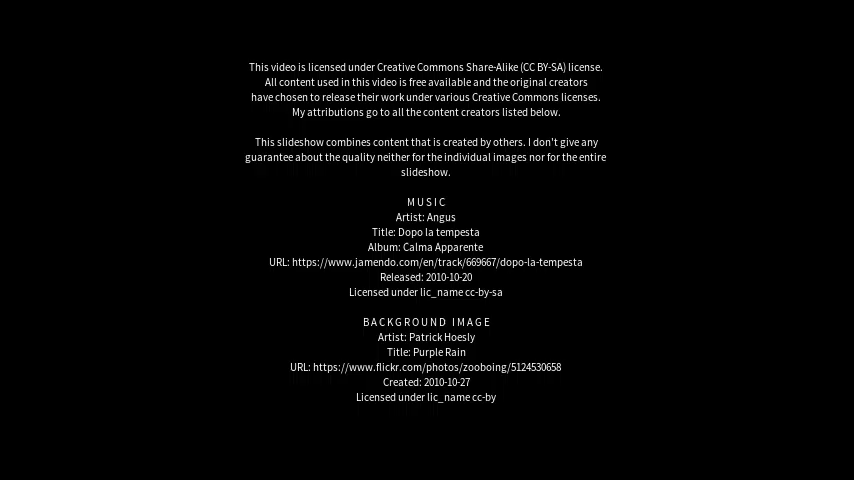 This video is licensed under Creative Commons Share-Alike (CC BY-SA) license.
All content used in this video is free available and the original creators
have chosen to release their work under various Creative Commons licenses.
My attributions go to all the content creators listed below.
This slideshow combines content that is created by others. I don't give any
guarantee about the quality neither for the individual images nor for the entire
slideshow.
MUSIC
Artist: Angus
Title: Dopo la tempesta
Album: Calma Apparente
URL: https://www.jamendo.com/en/track/669667/dopo-la-tempesta
Released: 2010-10-20
Licensed under lic_name cc-by-sa
BACKGROUND IMAGE
Artist: Patrick Hoesly
Title: Purple Rain
URL: https://www.flickr.com/photos/zooboing/5124530658
Created: 2010-10-27
Licensed under lic_name cc-by